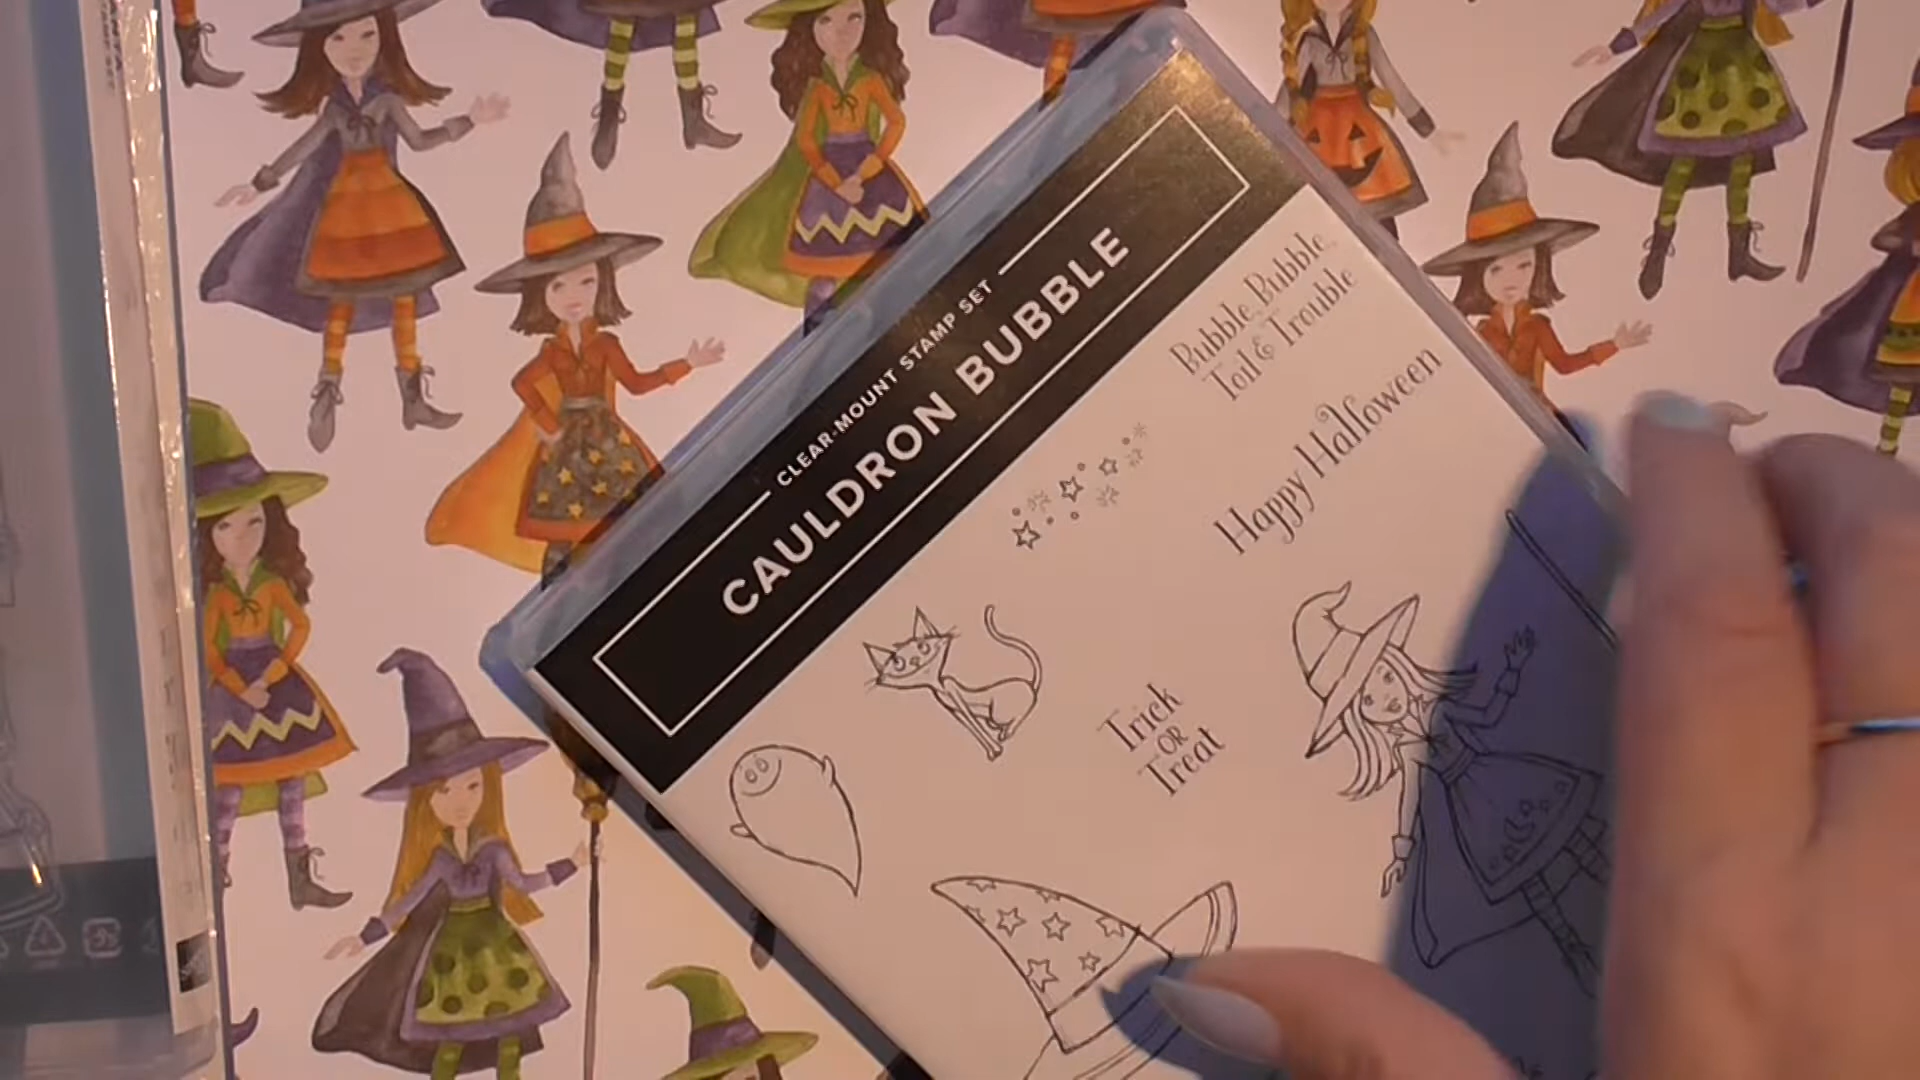 CLEAR-MOUNT STAMP SET
CAULDRON BUBBLE
Bubble, Bubble,
Toil & Trouble
Happy Halloween
Trick
OR
Treat